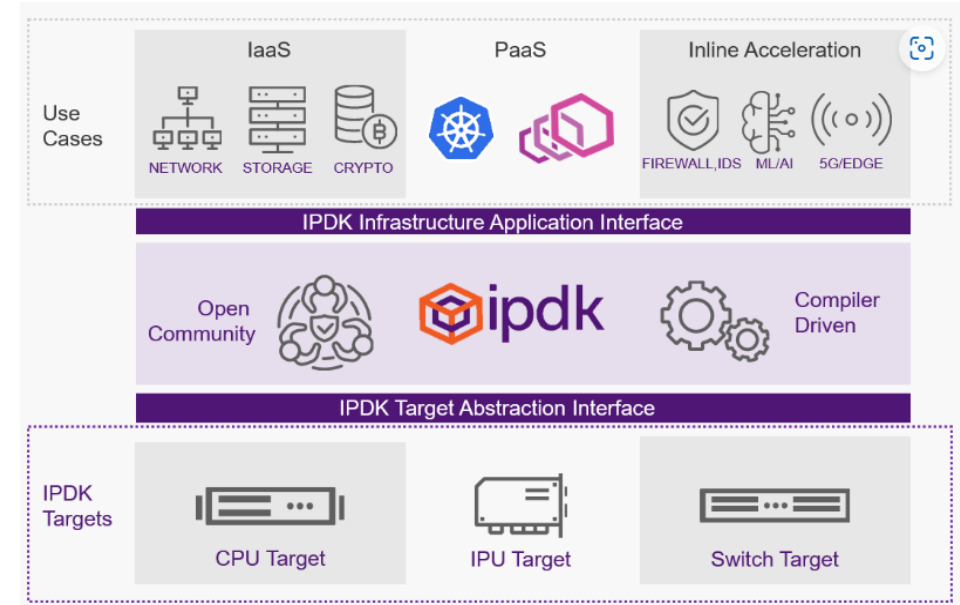 IaaS
PaaS
Inline Acceleration
Use
Cases
NETWORK
STORAGE
CRYPTO
FIREWALL,IDS
ML/AI
5G/EDGE
IPDK Infrastructure Application Interface
Open
Community
ipdk
Compiler
Driven
IPDK Target Abstraction Interface
IPDK
Targets
CPU Target
IPU Target
Switch Target